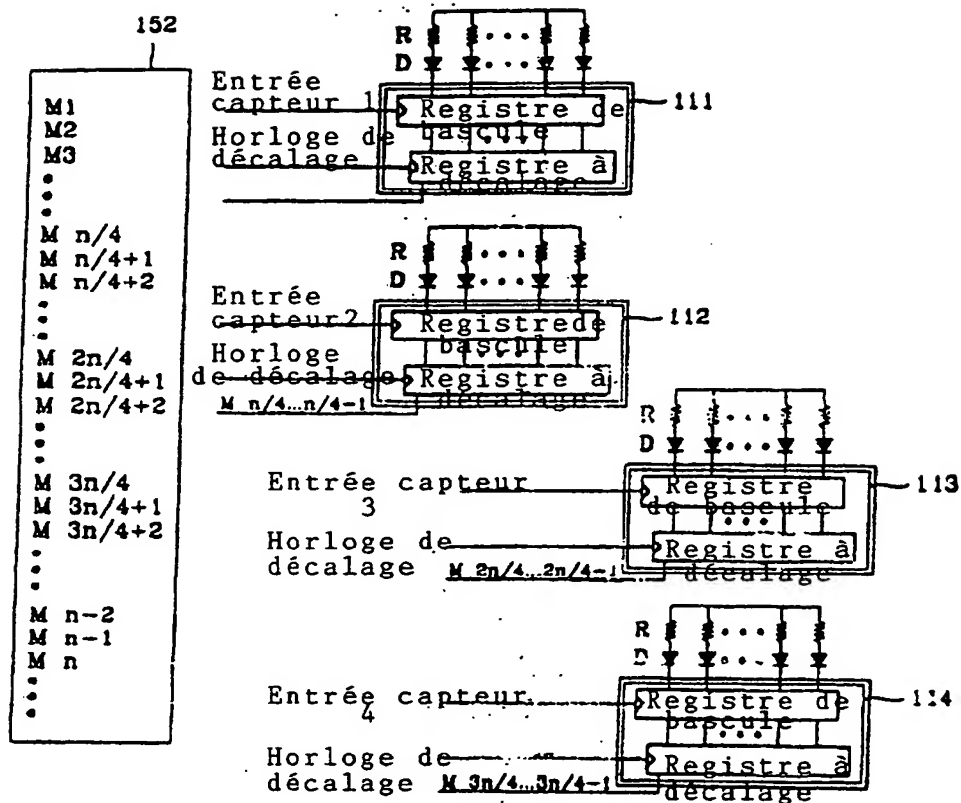 152
M1
M2
M3
M n/4
M n/4+1
M n/4+2
M 2n/4
M 2n/4+1
M 2n/4+2
M 3n/4
M 3n/4+1
M 3n/4+2
M n-2
M n-1
M n
R
D
Entrée
capteur 1
Registre de
bascule
111
Horloge de
décalage
Registre à
décalage
R
D
Entrée
capteur2
Registre de
bascule
112
Horloge
de décalage
Registre à
décalage
M n/4...n/4-1
R
D
Entrée capteur
3
Registre
de bascule
113
Horloge de
décalage
Registre à
décalage
M 2n/4...2n/4-1
R
D
Entrée capteur
4
Registre de
bascule
114
Horloge de
décalage
Registre à
décalage
M 3n/4...3n/4-1